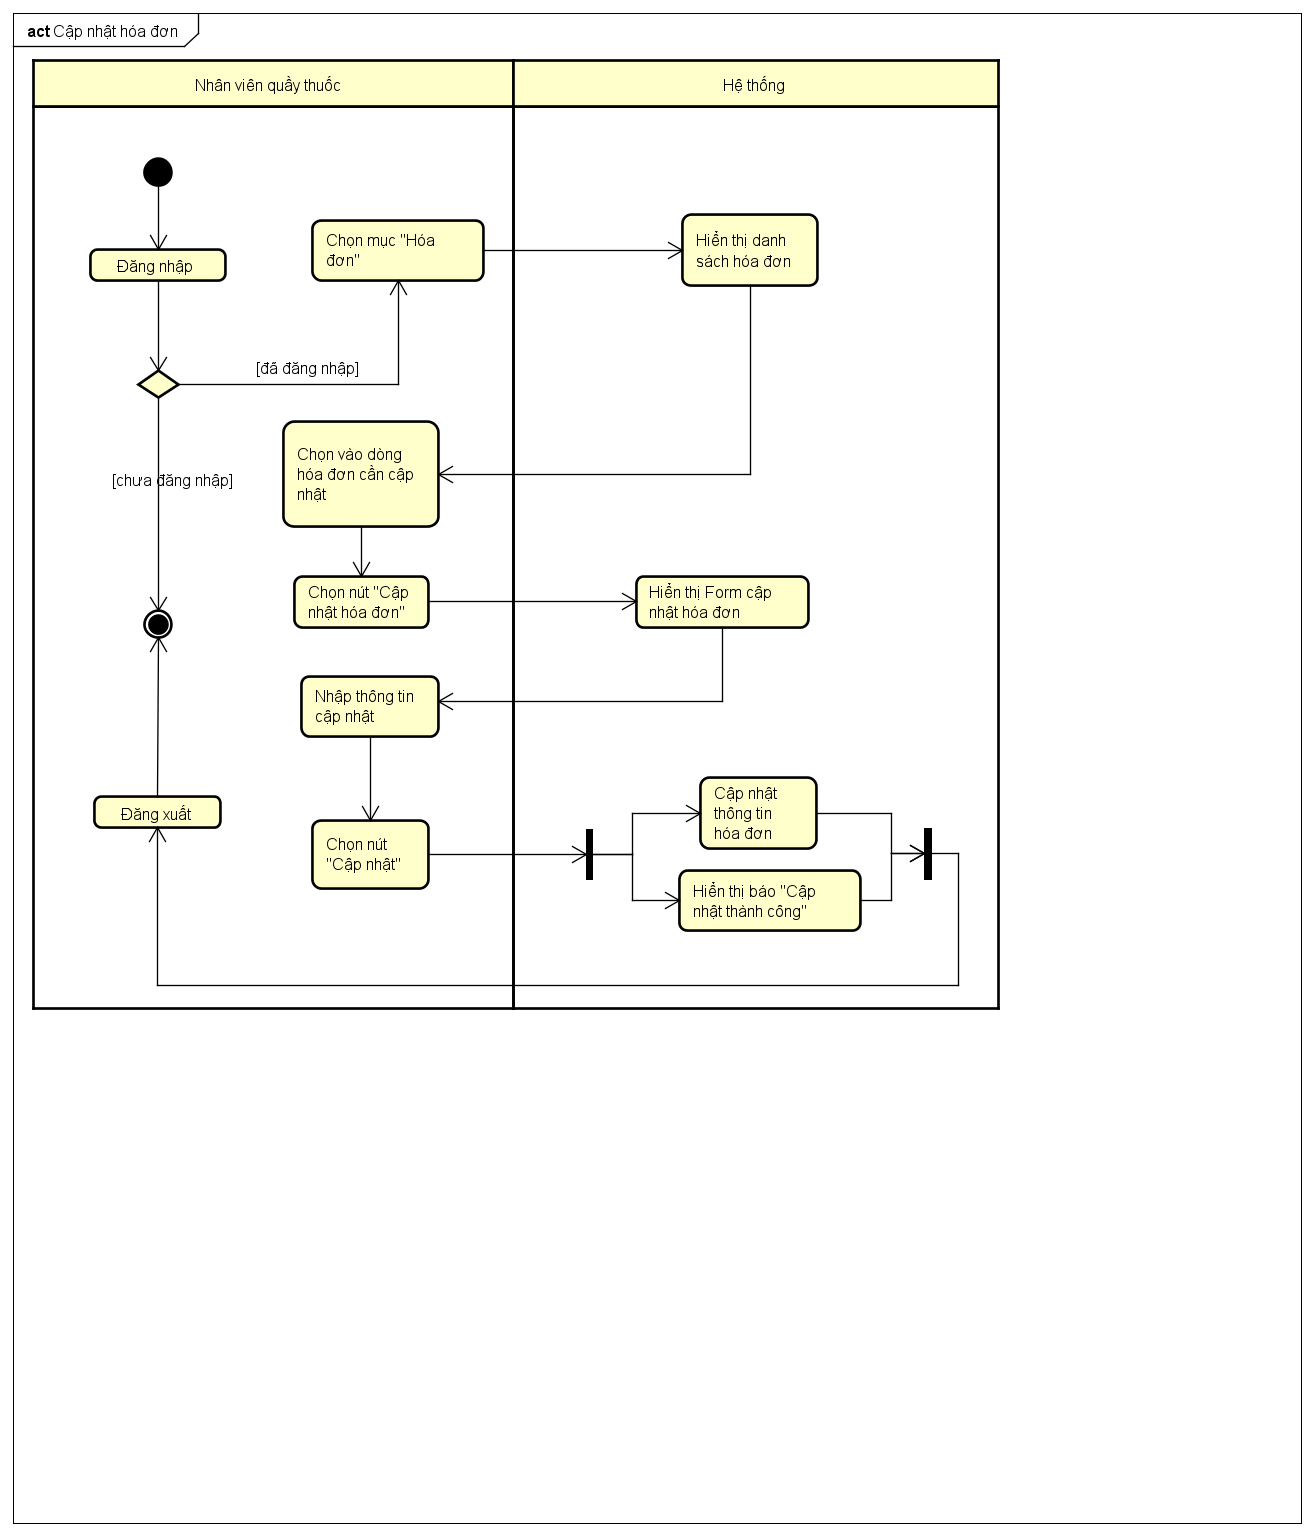 act Cập nhật hóa đơn
Nhân viên quầy thuốc
Hệ thống
Đăng nhập
Chọn mục "Hóa
đơn"
Hiển thị danh
sách hóa đơn
[đã đăng nhập]
[chưa đăng nhập]
Chọn vào dòng
hóa đơn cần cập
nhật
Chọn nút "Cập
nhật hóa đơn"
Hiển thị Form cập
nhật hóa đơn
Nhập thông tin
cập nhật
Đăng xuất
Chọn nút
"Cập nhật"
Cập nhật
thông tin
hóa đơn
Hiển thị báo "Cập
nhật thành công"